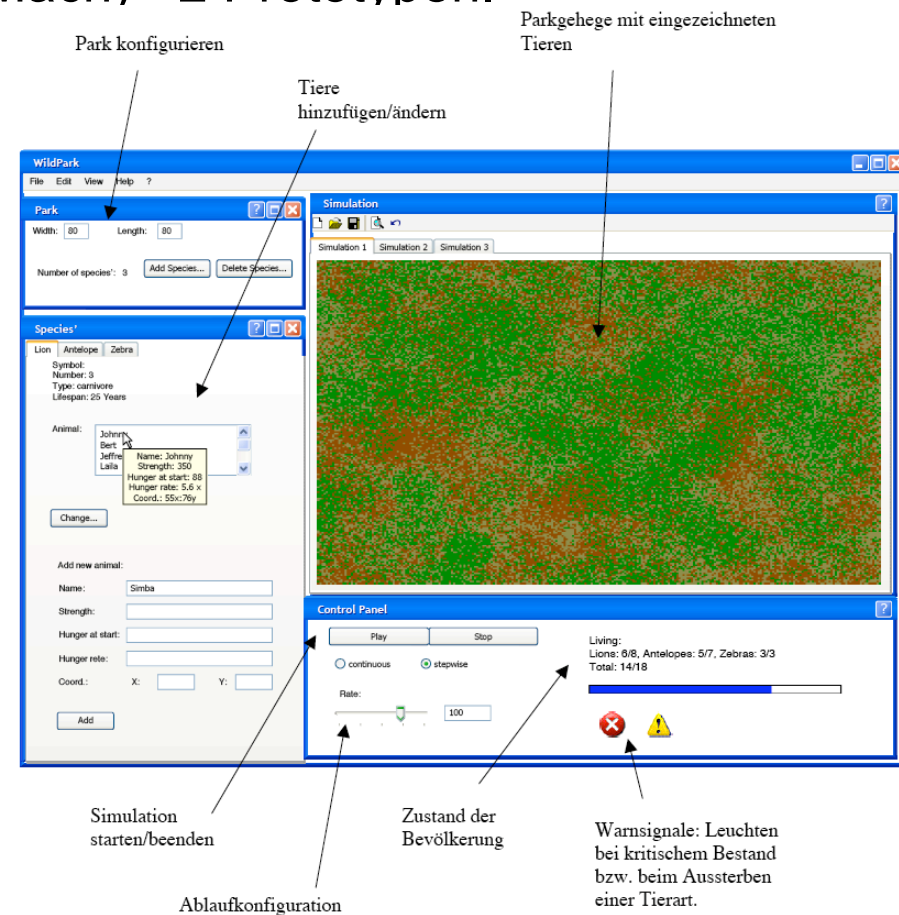 Prototypen.
Park konfigurieren
Parkgehege mit eingezeichneten
Tieren
Tiere
hinzufügen/ändern
WildPark
File Edit View Help ?
Park
Width: 80 Length: 80
Number of species': 3 Add Species... Delete Species...
Simulation
Simulation 1 Simulation 2 Simulation 3
Species'
Lion Antelope Zebra
Symbol:
Number: 3
Type: carnivore
Lifespan: 25 Years
Animal:
Johnny
Bert
Jeffre
Laila
Name: Johnny
Strength: 350
Hunger at start: 88
Hunger rate: 5.6 x
Coord.: 55x:76y
Change...
Add new animal:
Name: Simba
Strength:
Hunger at start:
Hunger rete:
Coord.: X: Y:
Add
Control Panel
Play Stop
continuous stepwise
Rate:
100
Living:
Lions: 6/8, Antelopes: 5/7, Zebras: 3/3
Total: 14/18
Simulation
starten/beenden
Zustand der
Bevölkerung
Warnsignale: Leuchten
bei kritischem Bestand
bzw. beim Aussterben
einer Tierart.
Ablaufkonfiguration